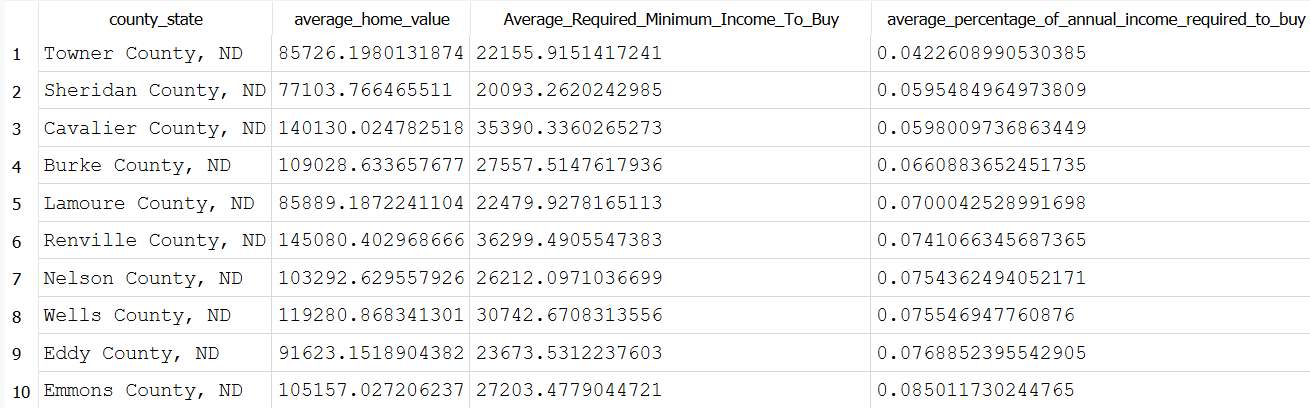 county_state average_home_value Average_Required_Minimum_Income_To_Buy average_percentage_of_annual_income_required_to_buy
1 Towner County, ND 85726.1980131874 22155.9151417241 0.0422608990530385
2 Sheridan County, ND 77103.766465511 20093.2620242985 0.0595484964973809
3 Cavalier County, ND 140130.024782518 35390.3360265273 0.0598009736863449
4 Burke County, ND 109028.633657677 27557.5147617936 0.0660883652451735
5 Lamoure County, ND 85889.1872241104 22479.9278165113 0.0700042528991698
6 Renville County, ND 145080.402968666 36299.4905547383 0.0741066345687365
7 Nelson County, ND 103292.629557926 26212.0971036699 0.0754362494052171
8 Wells County, ND 119280.868341301 30742.6708313556 0.075546947760876
9 Eddy County, ND 91623.1518904382 23673.5312237603 0.0768852395542905
10 Emmons County, ND 105157.027206237 27203.4779044721 0.085011730244765